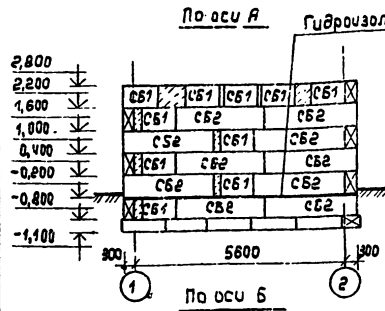 По оси А
Гидроизол
2,800
2,200
1,600
1,000
0,400
-0,200
-0,800
-1,100
СБ1 СБ1 СБ1 СБ1 СБ1
СБ1 СБ2 СБ2
СБ2 СБ1 СБ2
СБ1 СБ2 СБ2
СБ2 СБ1 СБ2
СБ1 СБ2 СБ2
300 5600 300
1 2
По оси Б